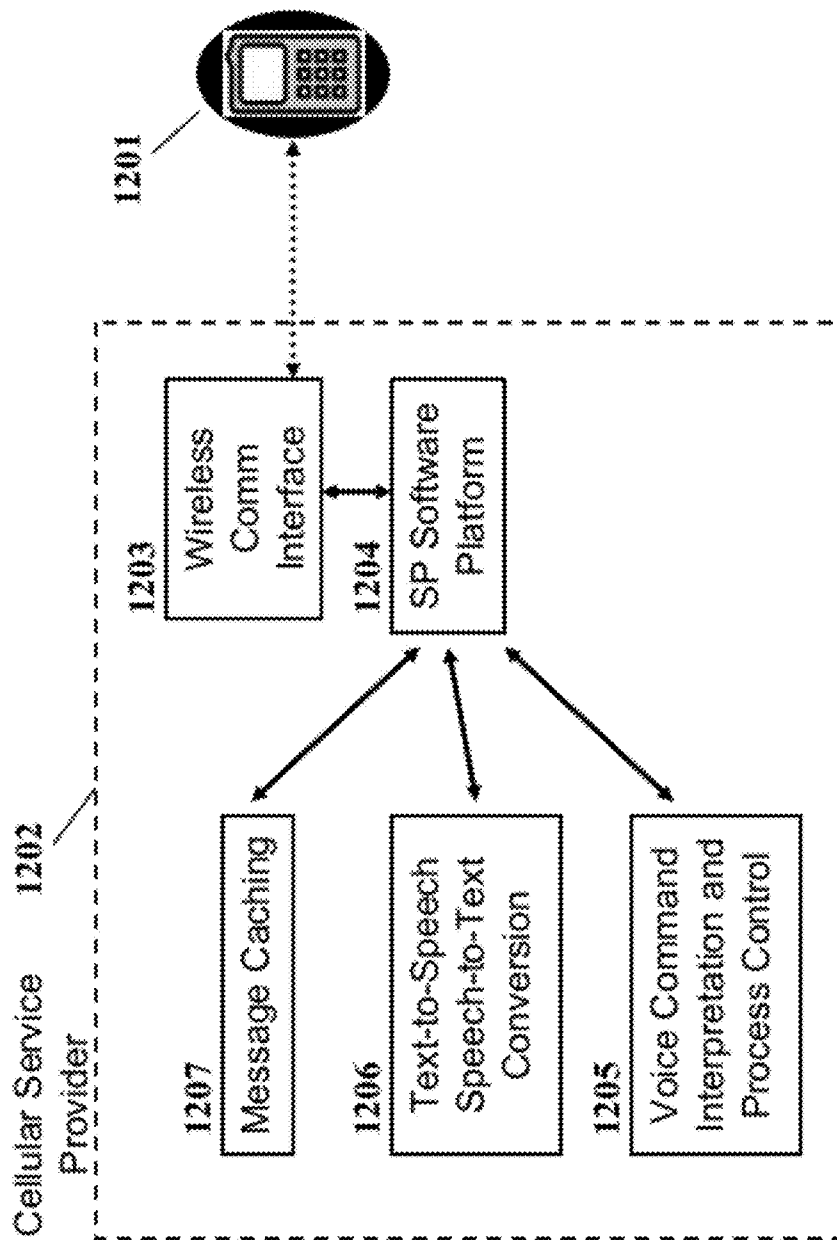 Cellular Service
Provider
1202
1201
1203
Wireless
Comm
Interface
1204
SP Software
Platform
1207
Message Caching
1206
Text-to-Speech
Speech-to-Text
Conversion
1205
Voice Command
Interpretation and
Process Control